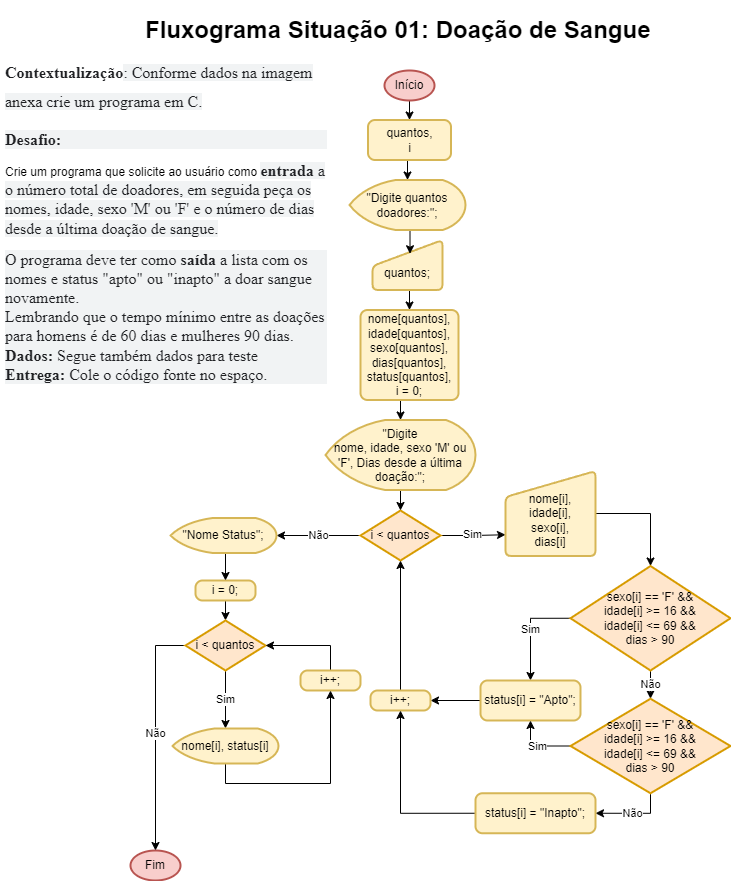 Fluxograma Situação 01: Doação de Sangue
Contextualização: Conforme dados na imagem
anexa crie um programa em C.
Desafio:
Crie um programa que solicite ao usuário como entrada a
o número total de doadores, em seguida peça os
nomes, idade, sexo 'M' ou 'F' e o número de dias
desde a última doação de sangue.
O programa deve ter como saída a lista com os
nomes e status "apto" ou "inapto" a doar sangue
novamente.
Lembrando que o tempo mínimo entre as doações
para homens é de 60 dias e mulheres 90 dias.
Dados: Segue também dados para teste
Entrega: Cole o código fonte no espaço.
Início
quantos,
i
"Digite quantos
doadores:";
quantos;
nome[quantos],
idade[quantos],
sexo[quantos],
dias[quantos],
status[quantos],
i = 0;
"Digite
nome, idade, sexo 'M' ou
'F', Dias desde a última
doação:";
i < quantos
Não
Sim
"Nome Status";
nome[i],
idade[i],
sexo[i],
dias[i]
i = 0;
i < quantos
Sim
Não
i++;
nome[i], status[i]
Fim
sexo[i] == 'F' &&
idade[i] >= 16 &&
idade[i] <= 69 &&
dias > 90
Sim
Não
status[i] = "Apto";
i++;
sexo[i] == 'F' &&
idade[i] >= 16 &&
idade[i] <= 69 &&
dias > 90
Sim
Não
status[i] = "Inapto";